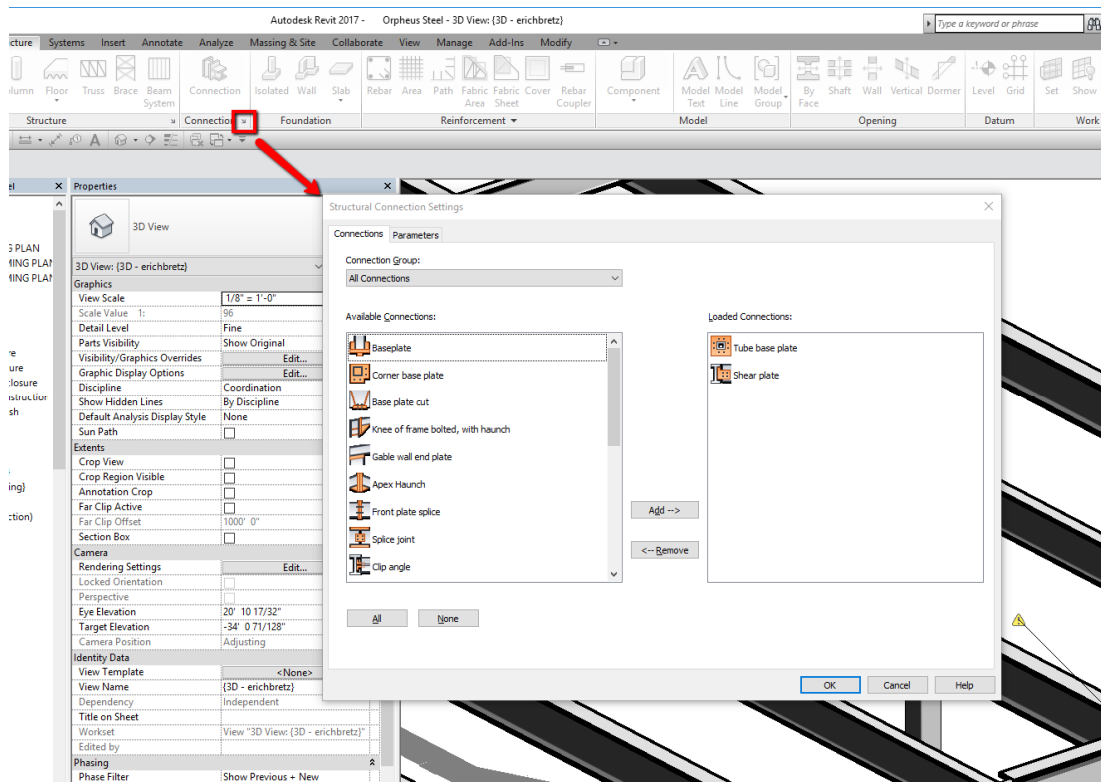 Autodesk Revit 2017 - Orpheus Steel - 3D View: {3D - erichbretz}
Type a keyword or phrase
cture Systems Insert Annotate Analyze Massing & Site Collaborate View Manage Add-Ins Modify
olumn Floor Truss Brace Beam System Connection Isolated Wall Slab Rebar Area Path Fabric Area Fabric Sheet Cover Rebar Coupler Component Model Text Model Line Model Group By Face Shaft Wall Vertical Dormer Level Grid Set Show
Structure Connection Foundation Reinforcement Model Opening Datum Work
el
Properties
3D View
G PLAN
MING PLAN
MING PLAN
re
ure
closure
nstruction
sh
ing}
ction)
3D View: {3D - erichbretz}
Graphics
View Scale 1/8" = 1'-0"
Scale Value 1: 96
Detail Level Fine
Parts Visibility Show Original
Visibility/Graphics Overrides Edit...
Graphic Display Options Edit...
Discipline Coordination
Show Hidden Lines By Discipline
Default Analysis Display Style None
Sun Path
Extents
Crop View
Crop Region Visible
Annotation Crop
Far Clip Active
Far Clip Offset 1000' 0"
Section Box
Camera
Rendering Settings Edit...
Locked Orientation
Perspective
Eye Elevation 20' 10 17/32"
Target Elevation -34' 0 71/128"
Camera Position Adjusting
Identity Data
View Template <None>
View Name {3D - erichbretz}
Dependency Independent
Title on Sheet
Workset View "3D View: {3D - erichbretz}"
Edited by
Phasing
Phase Filter Show Previous + New
Structural Connection Settings
Connections Parameters
Connection Group:
All Connections
Available Connections:
Baseplate
Corner base plate
Base plate cut
Knee of frame bolted, with haunch
Gable wall end plate
Apex Haunch
Front plate splice
Splice joint
Clip angle
Add -->
<-- Remove
Loaded Connections:
Tube base plate
Shear plate
All None
OK Cancel Help